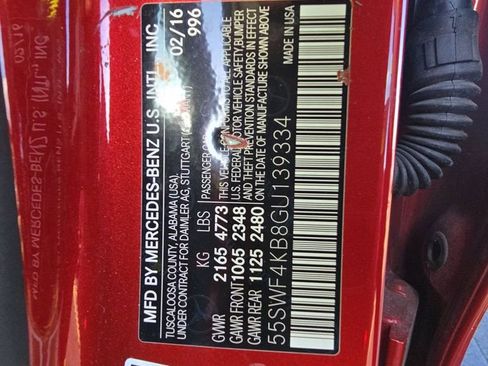 MFD BY MERCEDES-BENZ U.S. INTL., INC.
TUSCALOOSA COUNTY, ALABAMA (USA),
UNDER CONTRACT FOR DAIMLER AG, STUTTGART
02/16
996
KG LBS
GVWR 2165 4773
GAWR FRONT 1065 2348
GAWR REAR 1125 2480
PASSENGER CAR
THIS VEHICLE CONFORMS TO ALL APPLICABLE
U.S. FEDERAL MOTOR VEHICLE SAFETY, BUMPER
AND THEFT PREVENTION STANDARDS IN EFFECT
ON THE DATE OF MANUFACTURE SHOWN ABOVE
55SWF4KB8GU139334